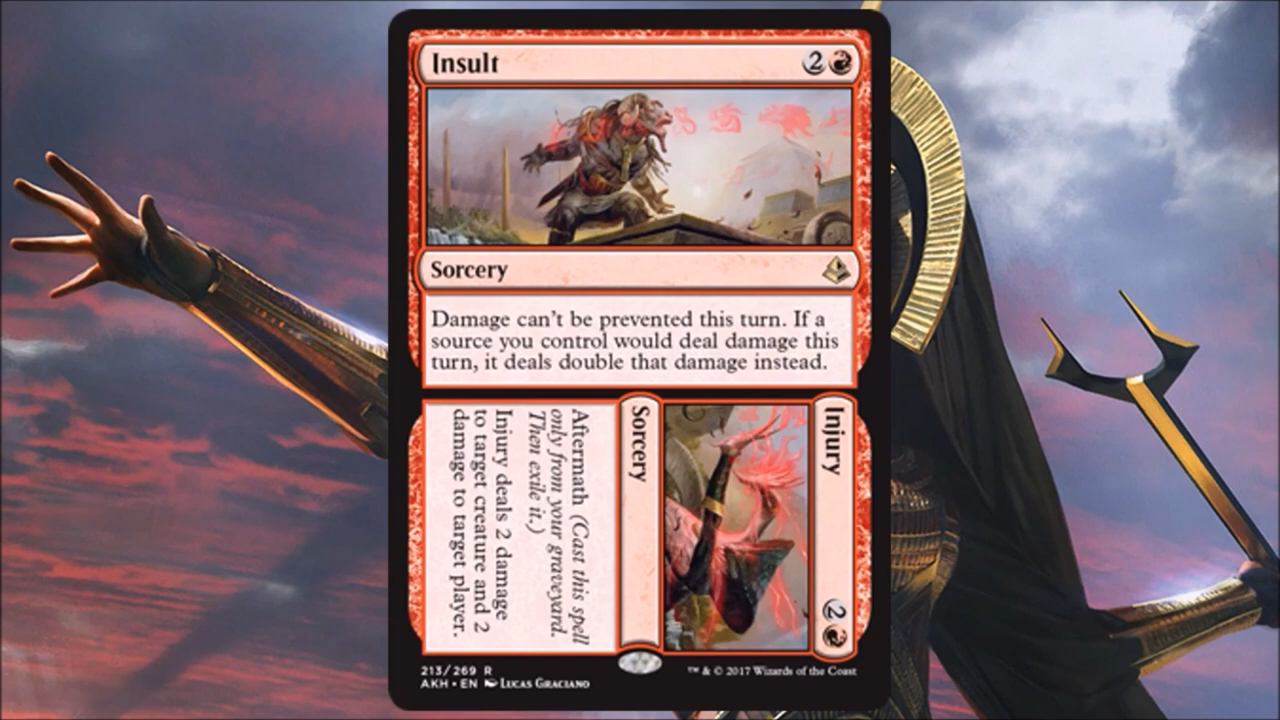 Insult 2
Sorcery
Damage can't be prevented this turn. If a
source you control would deal damage this
turn, it deals double that damage instead.
Injury 2
Sorcery
Aftermath (Cast this spell
only from your graveyard.
Then exile it.)
Injury deals 2 damage
to target creature and 2
damage to target player.
213/269 R
AKH • EN Lucas Graciano
™ & © 2017 Wizards of the Coast